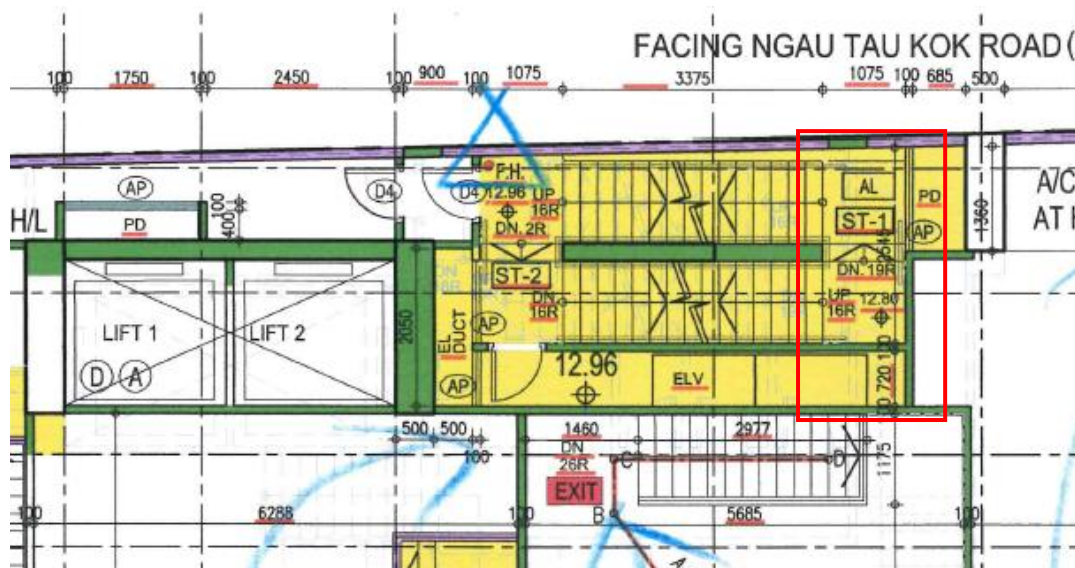 FACING NGAU TAU KOK ROAD (
100 1750 100 2450 100 900 100 1075 3375 1075 100 685 500
AP
D4
D4
F.H.
12.96
UP
16R
DN. 2R
AL
PD
A/C
H/L
PD
100
400
ST-1
AP
1360
AT
ST-2
DN. 19R
DN
16R
UP
16R
12.80
LIFT 1
LIFT 2
2050
EL
DUCT
AP
12.96
D A
AP
ELV
720
500 500
100
1460
2977
DN
26R
C
D
1175
EXIT
B
100
6288
100
5685
100
A